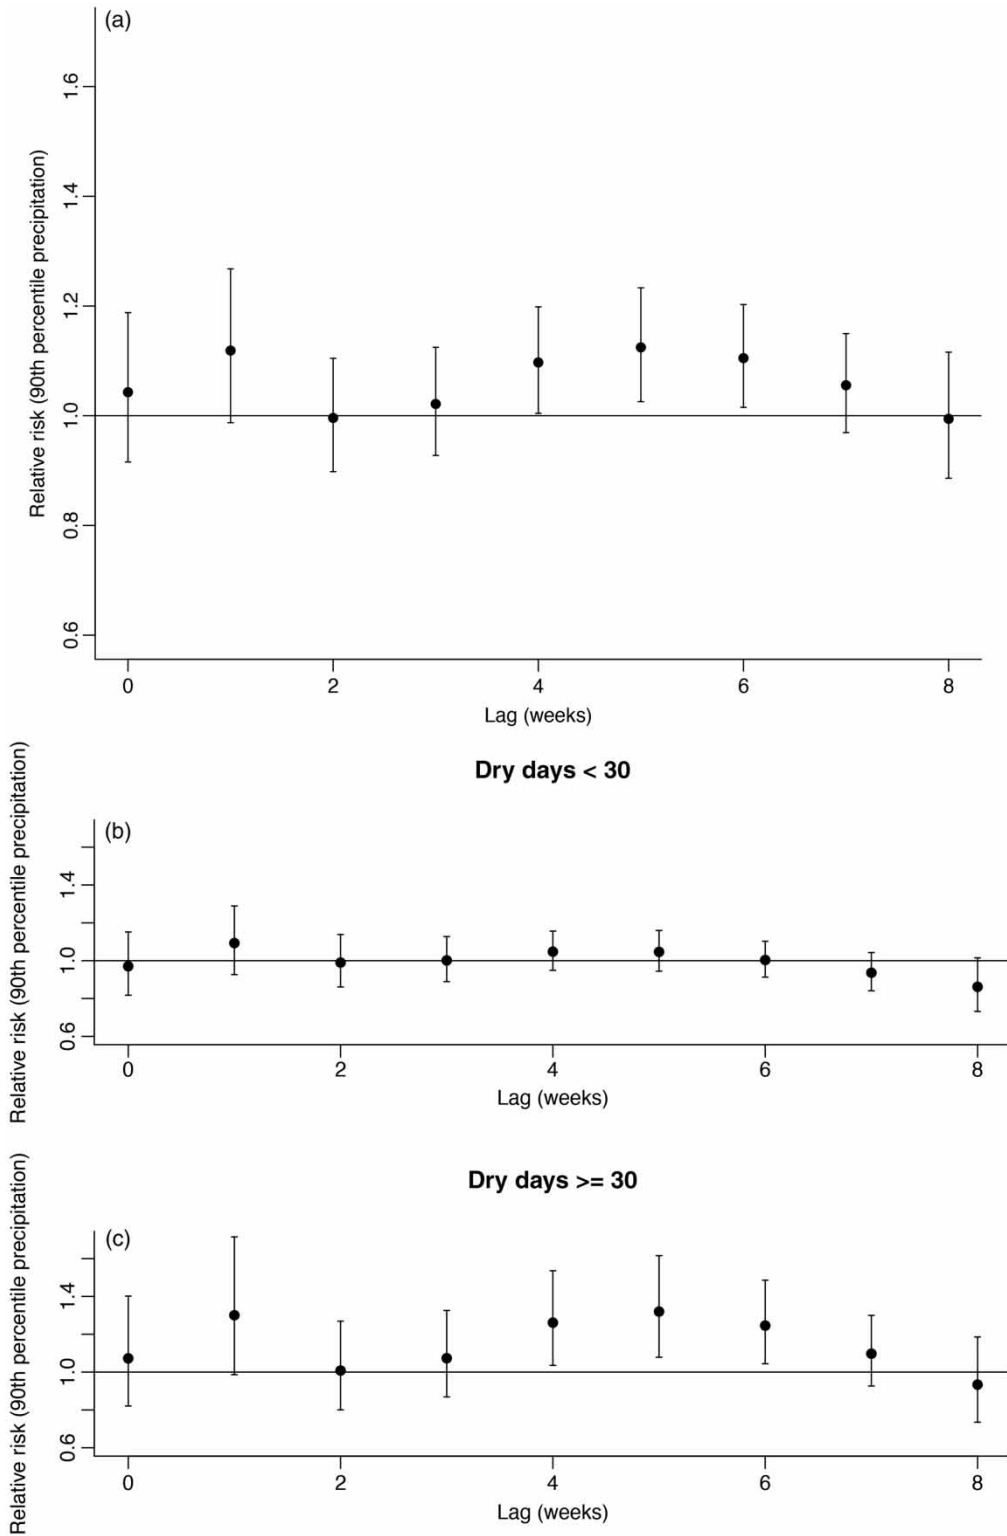 (a)
Relative risk (90th percentile precipitation)
1.6
1.4
1.2
1.0
0.8
0.6
0 2 4 6 8
Lag (weeks)
Dry days < 30
(b)
Relative risk (90th percentile precipitation)
1.4
1.0
0.6
0 2 4 6 8
Lag (weeks)
Dry days >= 30
(c)
Relative risk (90th percentile precipitation)
1.4
1.0
0.6
0 2 4 6 8
Lag (weeks)